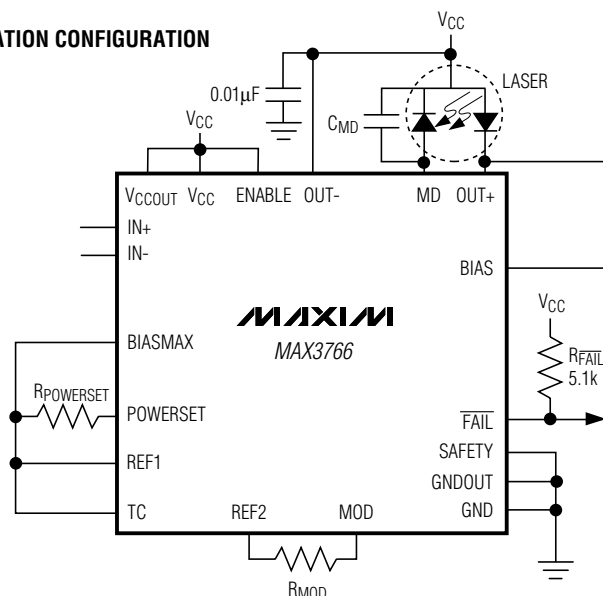 ATION CONFIGURATION
VCC
LASER
0.01µF
CMD
VCC
VCCOUT VCC ENABLE OUT- MD OUT+
IN+
IN-
BIAS
MAXIM
MAX3766
VCC
BIASMAX
RFAIL
5.1k
RPOWERSET
POWERSET
FAIL
SAFETY
REF1
GNDOUT
TC REF2 MOD GND
RMOD